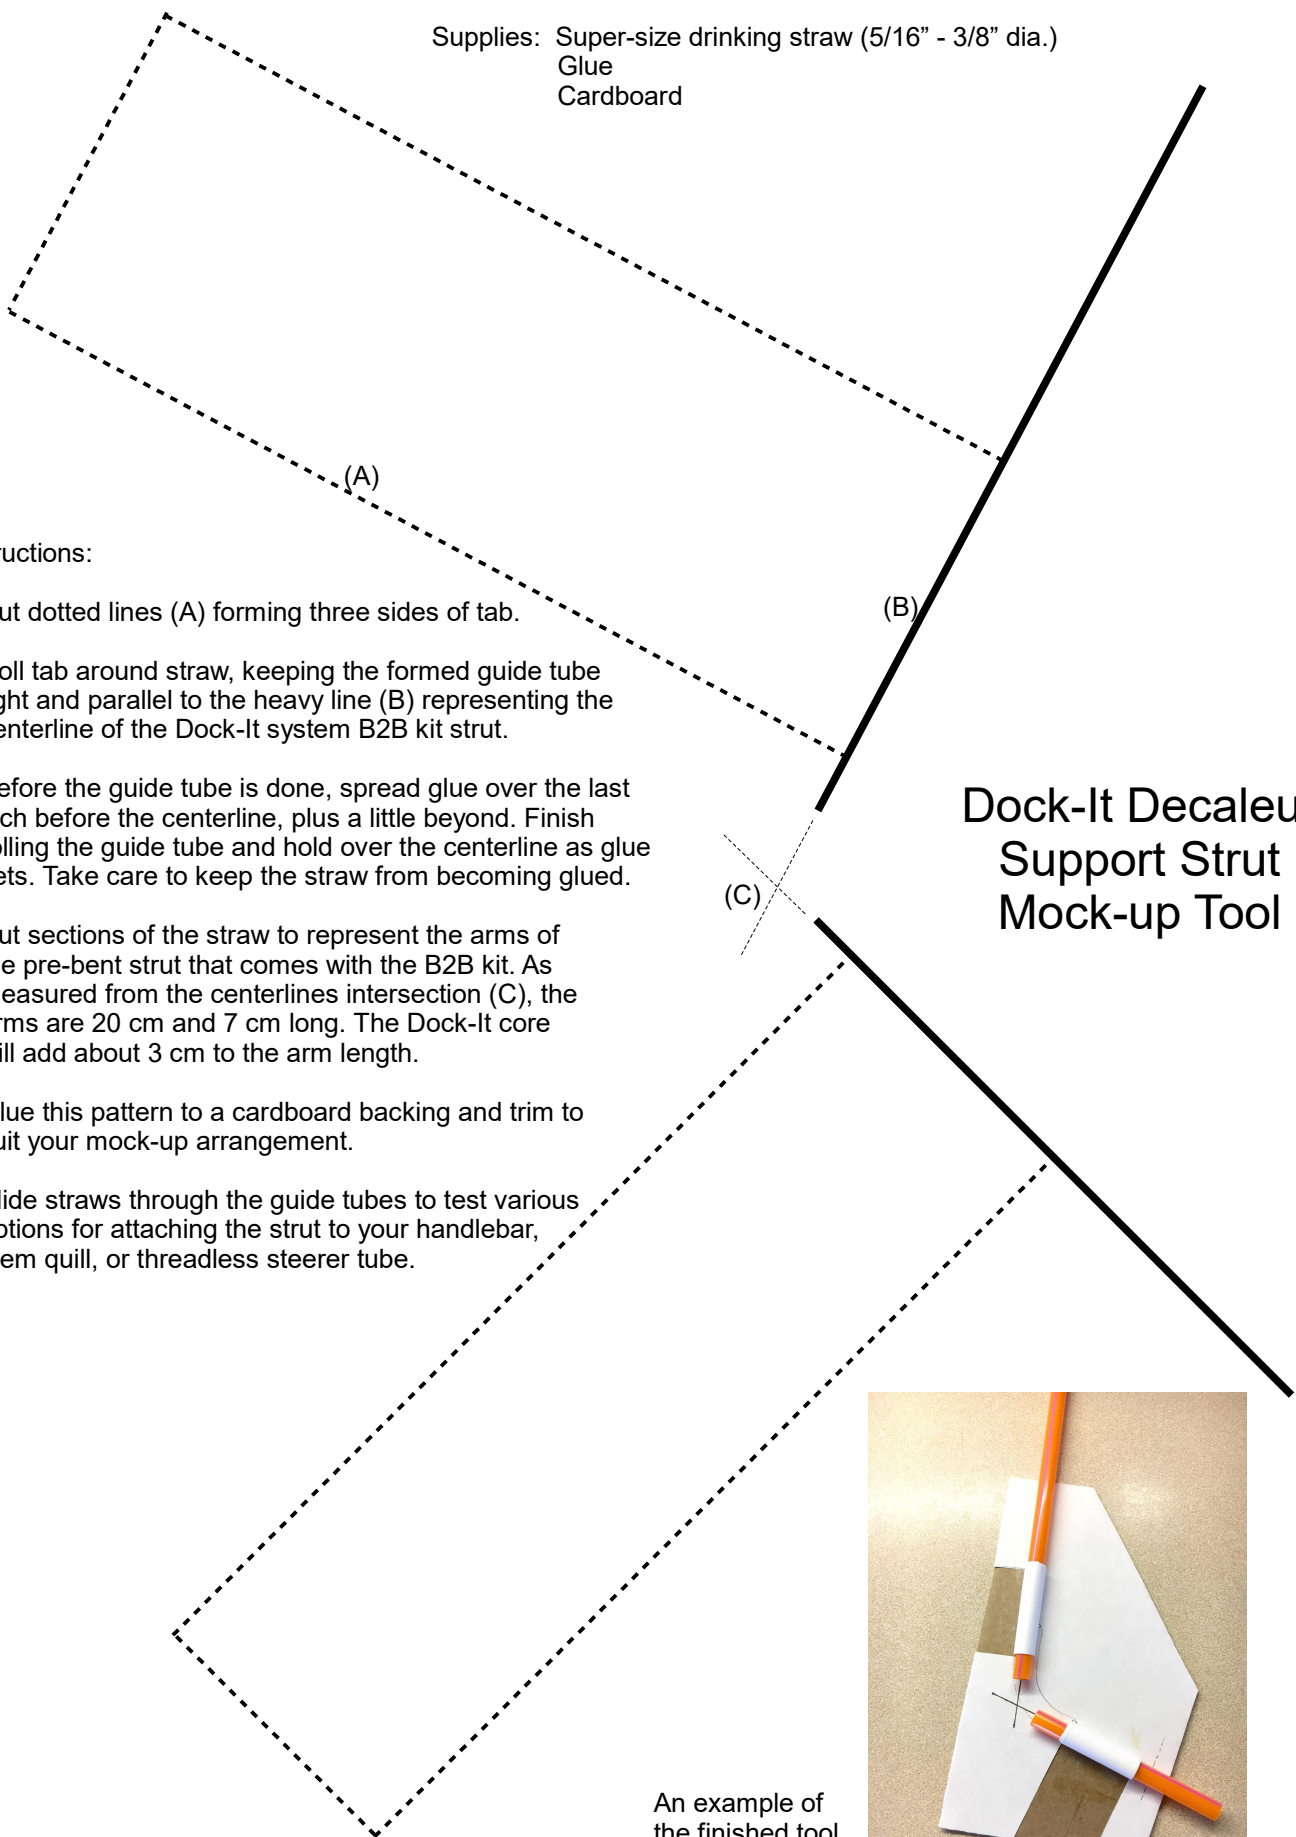 Supplies: Super-size drinking straw (5/16” - 3/8” dia.)
Glue
Cardboard
(A)
ructions:
ut dotted lines (A) forming three sides of tab.
(B)
oll tab around straw, keeping the formed guide tube
ght and parallel to the heavy line (B) representing the
enterline of the Dock-It system B2B kit strut.
efore the guide tube is done, spread glue over the last
ch before the centerline, plus a little beyond. Finish
olling the guide tube and hold over the centerline as glue
ets. Take care to keep the straw from becoming glued.
Dock-It Decaleu
Support Strut
Mock-up Tool
(C)
ut sections of the straw to represent the arms of
e pre-bent strut that comes with the B2B kit. As
easured from the centerlines intersection (C), the
rms are 20 cm and 7 cm long. The Dock-It core
ill add about 3 cm to the arm length.
lue this pattern to a cardboard backing and trim to
uit your mock-up arrangement.
lide straws through the guide tubes to test various
ptions for attaching the strut to your handlebar,
em quill, or threadless steerer tube.
An example of
the finished tool